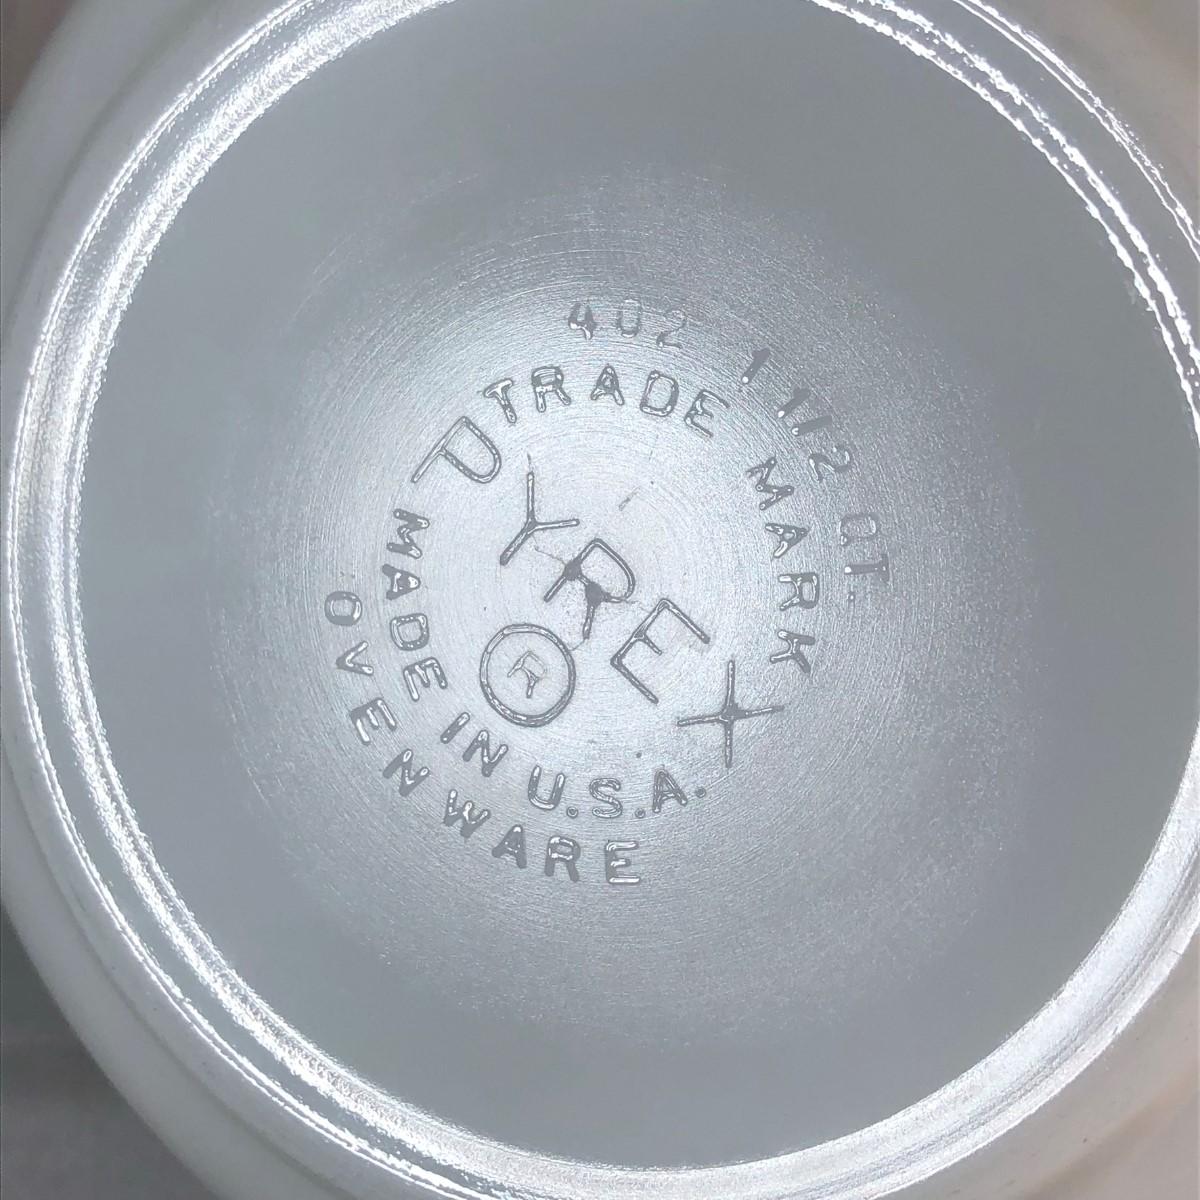 402 1 1/2 QT.
TRADE MARK
PYREX
®
MADE IN U.S.A.
OVENWARE